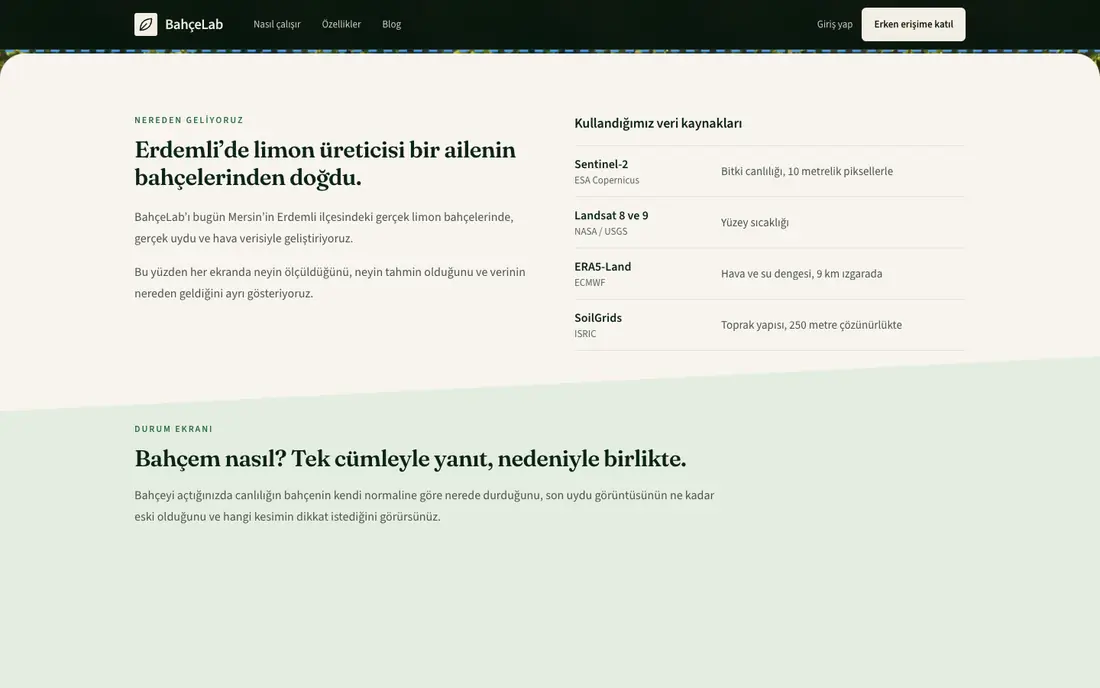 BahçeLab
Nasıl çalışır
Özellikler
Blog
Giriş yap
Erken erişime katıl
NEREDEN GELİYORUZ
Erdemli’de limon üreticisi bir ailenin
bahçelerinden doğdu.
BahçeLab’ı bugün Mersin’in Erdemli ilçesindeki gerçek limon bahçelerinde,
gerçek uydu ve hava verisiyle geliştiriyoruz.
Bu yüzden her ekranda neyin ölçüldüğünü, neyin tahmin olduğunu ve verinin
nereden geldiğini ayrı gösteriyoruz.
Kullandığımız veri kaynakları
Sentinel-2
ESA Copernicus
Bitki canlılığı, 10 metrelik piksellerle
Landsat 8 ve 9
NASA / USGS
Yüzey sıcaklığı
ERA5-Land
ECMWF
Hava ve su dengesi, 9 km ızgarada
SoilGrids
ISRIC
Toprak yapısı, 250 metre çözünürlükte
DURUM EKRANI
Bahçem nasıl? Tek cümleyle yanıt, nedeniyle birlikte.
Bahçeyi açtığınızda canlılığın bahçenin kendi normaline göre nerede durduğunu, son uydu görüntüsünün ne kadar
eski olduğunu ve hangi kesimin dikkat istediğini görürsünüz.